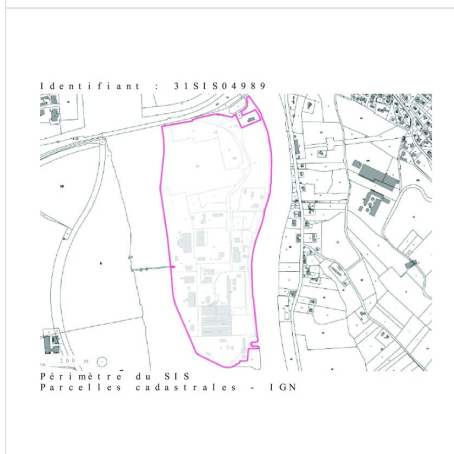 Identifiant : 31SIS04989
200 m
Périmètre du SIS
Parcelles cadastrales - IGN